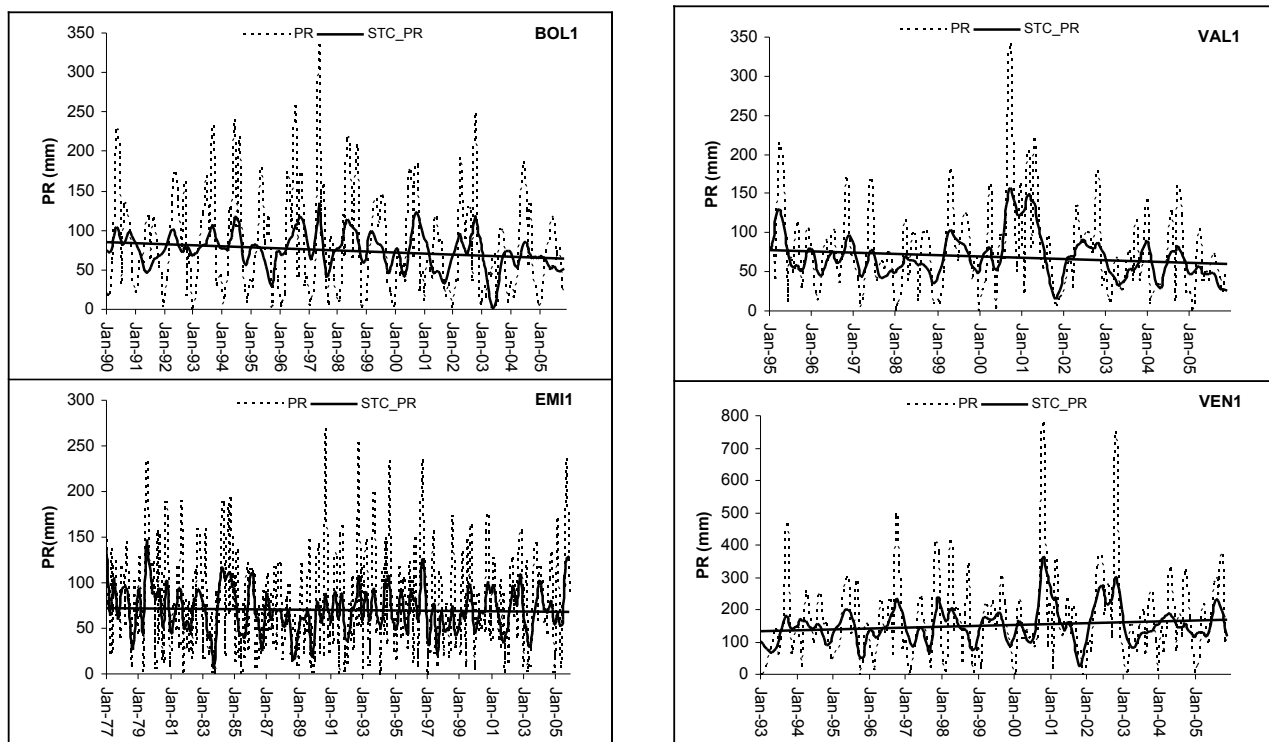 PR STC_PR BOL1
350
300
250
200
150
100
50
0
PR (mm)
Jan-90
Jan-91
Jan-92
Jan-93
Jan-94
Jan-95
Jan-96
Jan-97
Jan-98
Jan-99
Jan-00
Jan-01
Jan-02
Jan-03
Jan-04
Jan-05
PR STC_PR VAL1
350
300
250
200
150
100
50
0
PR (mm)
Jan-95
Jan-96
Jan-97
Jan-98
Jan-99
Jan-00
Jan-01
Jan-02
Jan-03
Jan-04
Jan-05
PR STC_PR EMI1
300
250
200
150
100
50
0
PR(mm)
Jan-77
Jan-79
Jan-81
Jan-83
Jan-85
Jan-87
Jan-89
Jan-91
Jan-93
Jan-95
Jan-97
Jan-99
Jan-01
Jan-03
Jan-05
PR STC_PR VEN1
800
700
600
500
400
300
200
100
0
PR (mm)
Jan-93
Jan-94
Jan-95
Jan-96
Jan-97
Jan-98
Jan-99
Jan-00
Jan-01
Jan-02
Jan-03
Jan-04
Jan-05